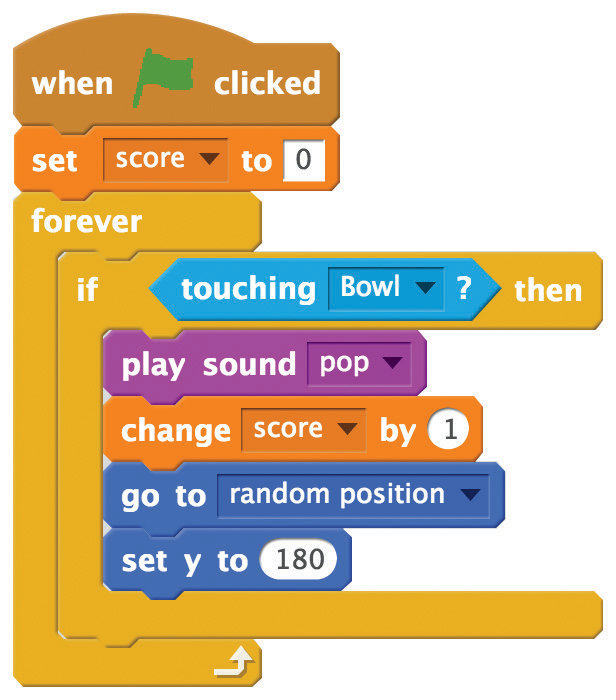 when clicked
set score to 0
forever
if touching Bowl ? then
play sound pop
change score by 1
go to random position
set y to 180